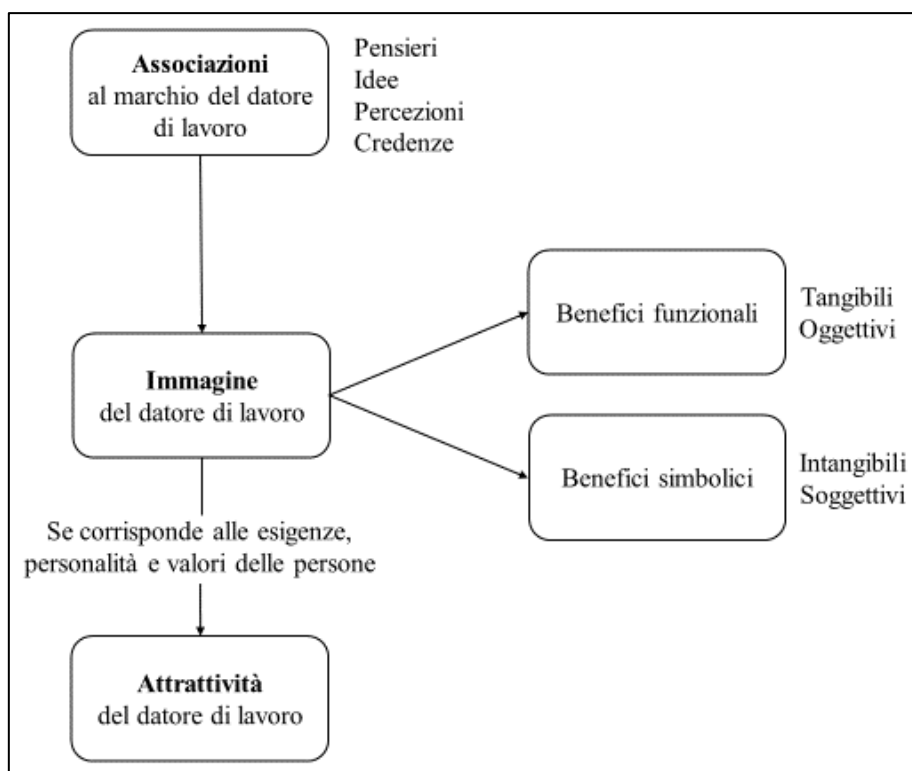 Associazioni
al marchio del datore
di lavoro
Pensieri
Idee
Percezioni
Credenze
Immagine
del datore di lavoro
Benefici funzionali
Tangibili
Oggettivi
Benefici simbolici
Intangibili
Soggettivi
Se corrisponde alle esigenze,
personalità e valori delle persone
Attrattività
del datore di lavoro